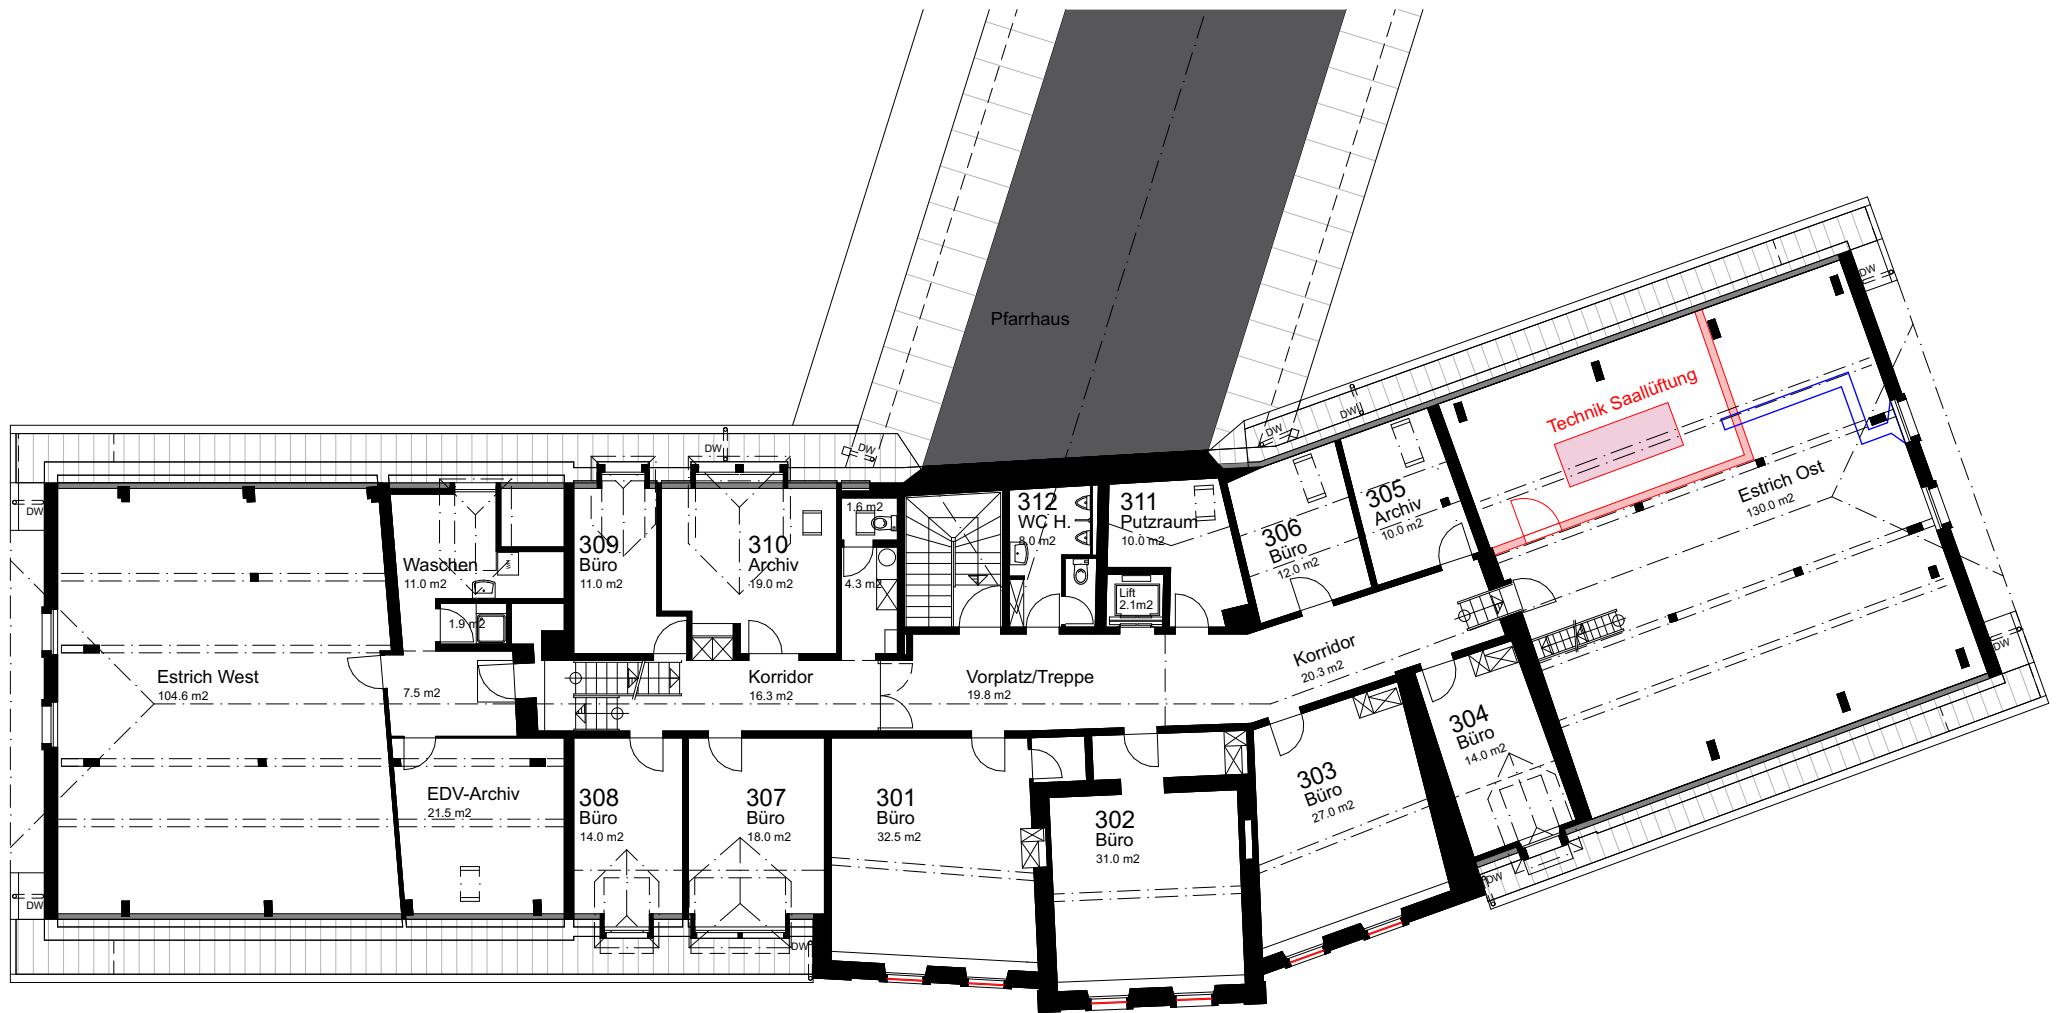 Pfarrhaus
DW
DW
DW
DW
DW
DW
Technik Saallüftung
Estrich Ost
130.0 m2
DW
DW
DW
DW
DW
DW
309
Büro
11.0 m2
310
Archiv
19.0 m2
1.6 m2
4.3 m2
312
WC H.
8.0 m2
311
Putzraum
10.0 m2
Lift
2.1m2
306
Büro
12.0 m2
305
Archiv
10.0 m2
Waschen
11.0 m2
1.9 m2
Estrich West
104.6 m2
7.5 m2
Korridor
16.3 m2
Vorplatz/Treppe
19.8 m2
Korridor
20.3 m2
EDV-Archiv
21.5 m2
308
Büro
14.0 m2
307
Büro
18.0 m2
301
Büro
32.5 m2
302
Büro
31.0 m2
303
Büro
27.0 m2
304
Büro
14.0 m2